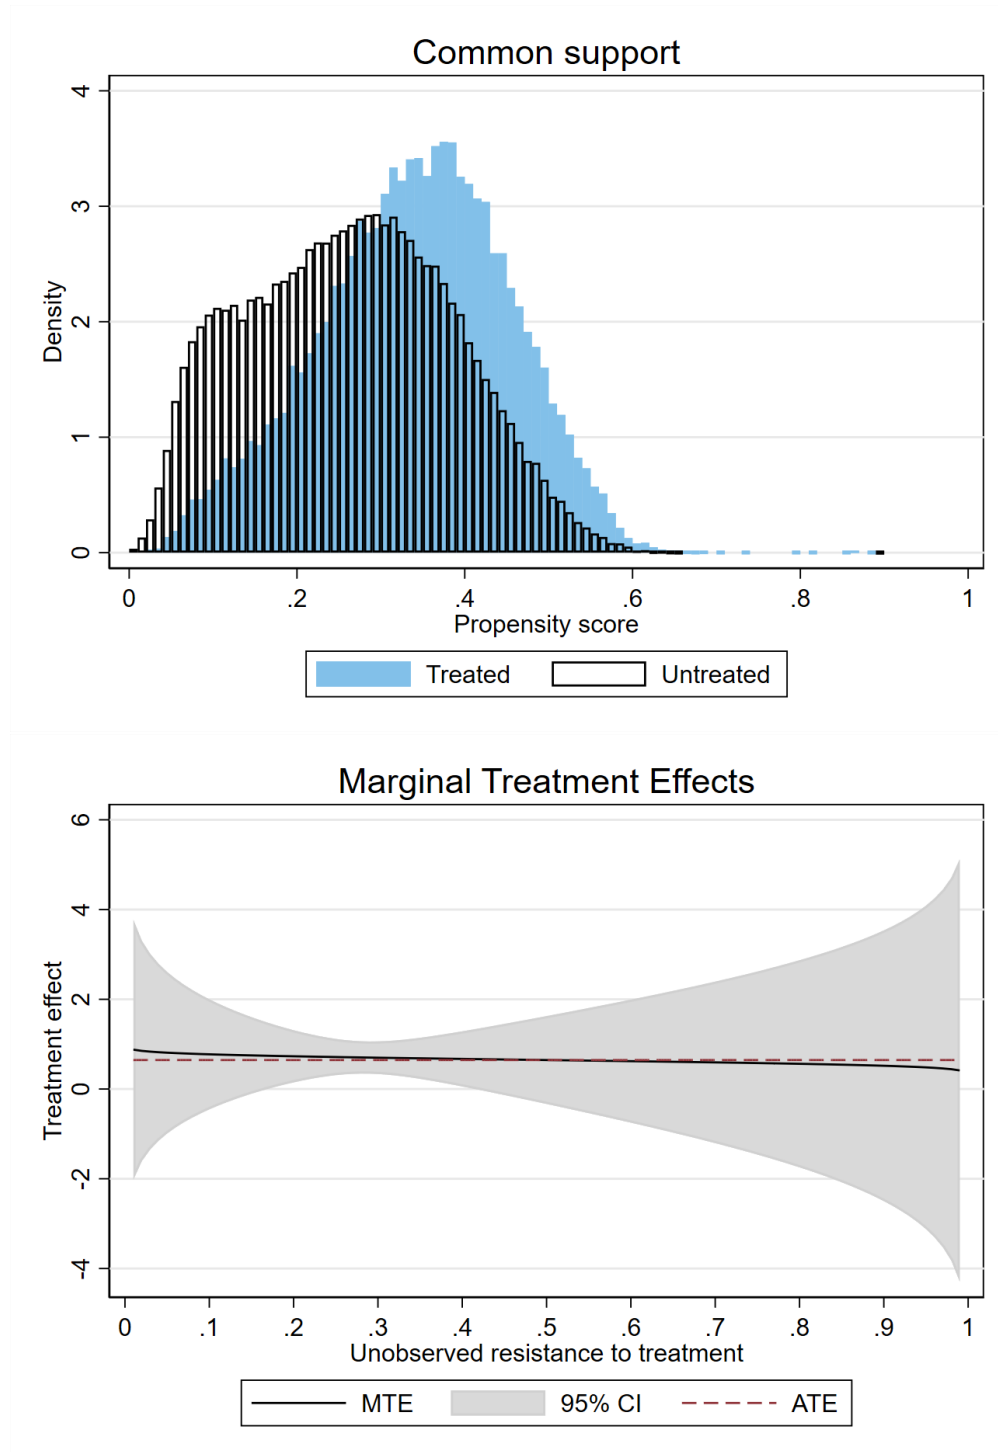 Common support
4
3
2
1
0
Density
0 .2 .4 .6 .8 1
Propensity score
Treated Untreated
Marginal Treatment Effects
6
4
2
0
-2
-4
Treatment effect
0 .1 .2 .3 .4 .5 .6 .7 .8 .9 1
Unobserved resistance to treatment
MTE 95% CI ATE